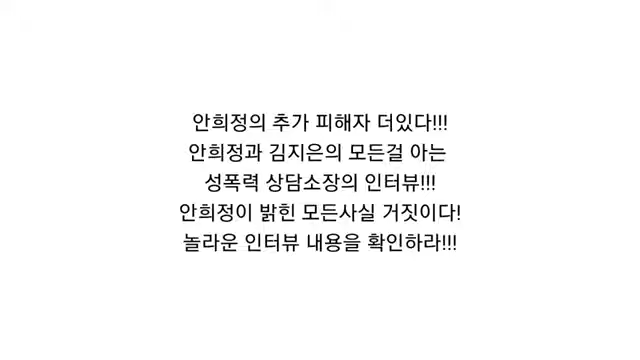 안희정의 추가 피해자 더있다!!!
안희정과 김지은의 모든걸 아는
성폭력 상담소장의 인터뷰!!!
안희정이 밝힌 모든사실 거짓이다!
놀라운 인터뷰 내용을 확인하라!!!